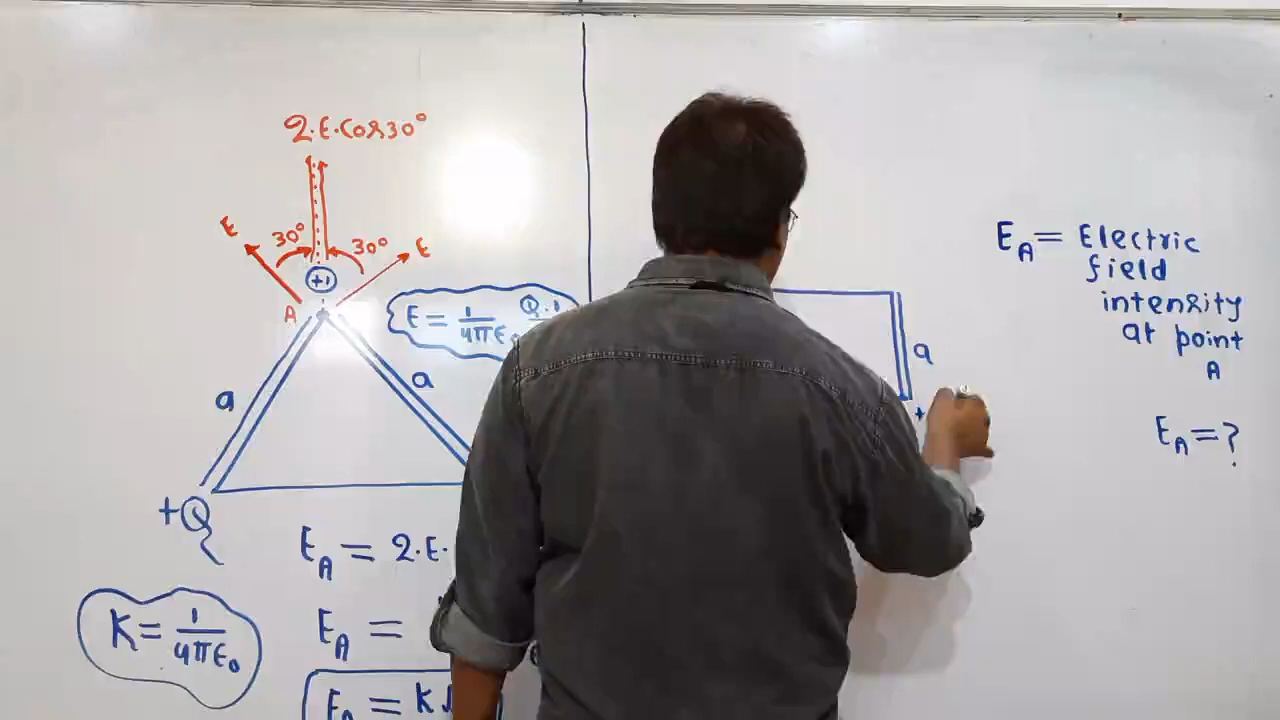 2.E.Cos30°
E
30°
30°
E
+1
A
E = 1/4πε₀ Q.1
a
a
+Q
E_A = 2.E.
K = 1/4πε₀
E_A =
E_A = K
a
+
E_A = Electric
field
intensity
at point
A
E_A = ?